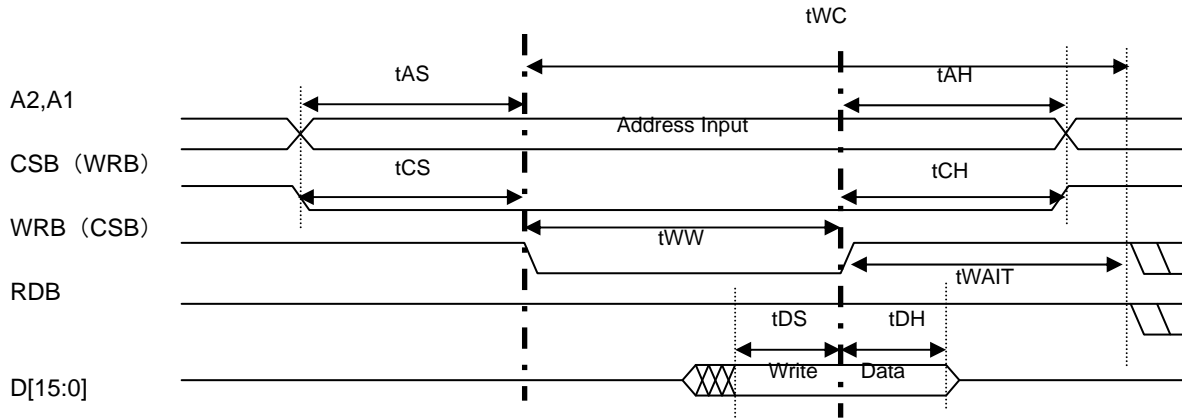 tWC
tAS
tAH
A2,A1
Address Input
CSB（WRB）
tCS
tCH
WRB（CSB）
tWW
tWAIT
RDB
tDS
tDH
Write Data
D[15:0]